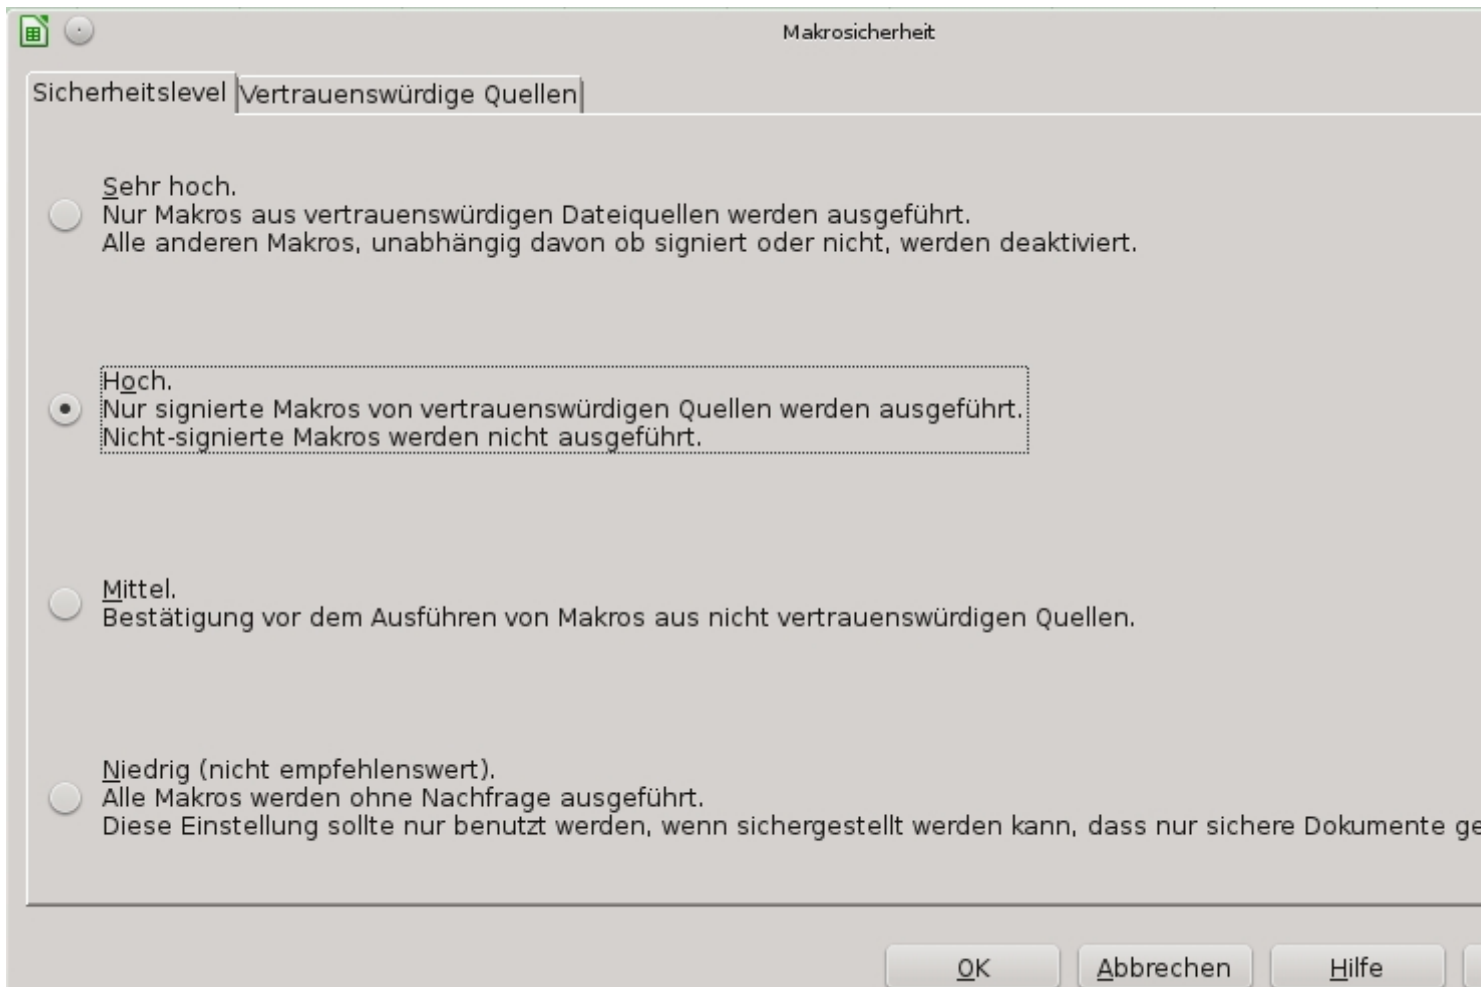 Makrosicherheit
Sicherheitslevel
Vertrauenswürdige Quellen
Sehr hoch.
Nur Makros aus vertrauenswürdigen Dateiquellen werden ausgeführt.
Alle anderen Makros, unabhängig davon ob signiert oder nicht, werden deaktiviert.
Hoch.
Nur signierte Makros von vertrauenswürdigen Quellen werden ausgeführt.
Nicht-signierte Makros werden nicht ausgeführt.
Mittel.
Bestätigung vor dem Ausführen von Makros aus nicht vertrauenswürdigen Quellen.
Niedrig (nicht empfehlenswert).
Alle Makros werden ohne Nachfrage ausgeführt.
Diese Einstellung sollte nur benutzt werden, wenn sichergestellt werden kann, dass nur sichere Dokumente ge
OK
Abbrechen
Hilfe